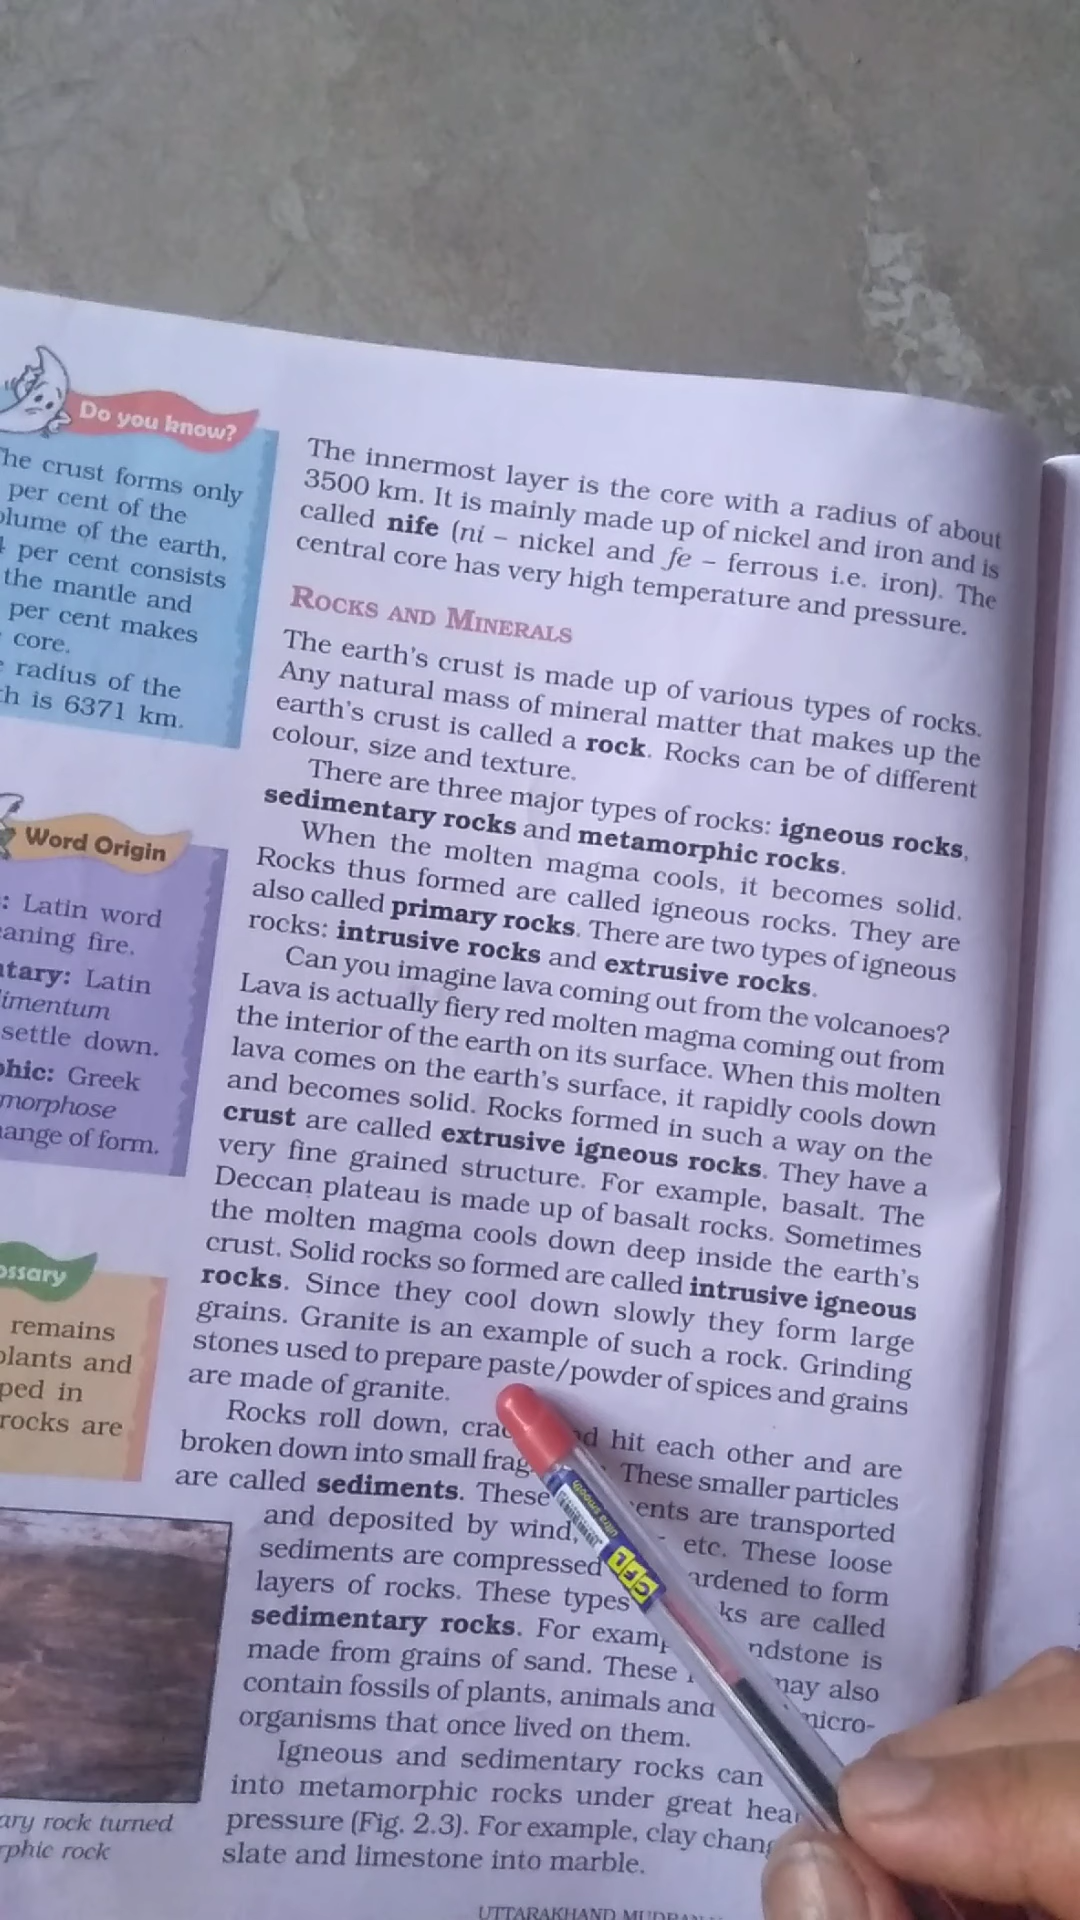 Do you know?
he crust forms only
per cent of the
lume of the earth,
per cent consists
the mantle and
per cent makes
core.
radius of the
h is 6371 km.
Word Origin
: Latin word
aning fire.
tary: Latin
imentum
settle down.
phic: Greek
morphose
ange of form.
ossary
remains
plants and
ped in
rocks are
ary rock turned
rphic rock
The innermost layer is the core with a radius of about
3500 km. It is mainly made up of nickel and iron and is
called nife (ni – nickel and fe – ferrous i.e. iron). The
central core has very high temperature and pressure.
ROCKS AND MINERALS
The earth's crust is made up of various types of rocks.
Any natural mass of mineral matter that makes up the
earth's crust is called a rock. Rocks can be of different
colour, size and texture.
There are three major types of rocks: igneous rocks,
sedimentary rocks and metamorphic rocks.
When the molten magma cools, it becomes solid.
Rocks thus formed are called igneous rocks. They are
also called primary rocks. There are two types of igneous
rocks: intrusive rocks and extrusive rocks.
Can you imagine lava coming out from the volcanoes?
Lava is actually fiery red molten magma coming out from
the interior of the earth on its surface. When this molten
lava comes on the earth's surface, it rapidly cools down
and becomes solid. Rocks formed in such a way on the
crust are called extrusive igneous rocks. They have a
very fine grained structure. For example, basalt. The
Deccan plateau is made up of basalt rocks. Sometimes
the molten magma cools down deep inside the earth's
crust. Solid rocks so formed are called intrusive igneous
rocks. Since they cool down slowly they form large
grains. Granite is an example of such a rock. Grinding
stones used to prepare paste/powder of spices and grains
are made of granite.
Rocks roll down, crac d hit each other and are
broken down into small frag . These smaller particles
are called sediments. These ents are transported
and deposited by wind, etc. These loose
sediments are compressed ardened to form
layers of rocks. These types ks are called
sedimentary rocks. For examp ndstone is
made from grains of sand. These may also
contain fossils of plants, animals and micro-
organisms that once lived on them.
Igneous and sedimentary rocks can
into metamorphic rocks under great hea
pressure (Fig. 2.3). For example, clay chang
slate and limestone into marble.
UTTARAKHAND
ultra smooth
CFL